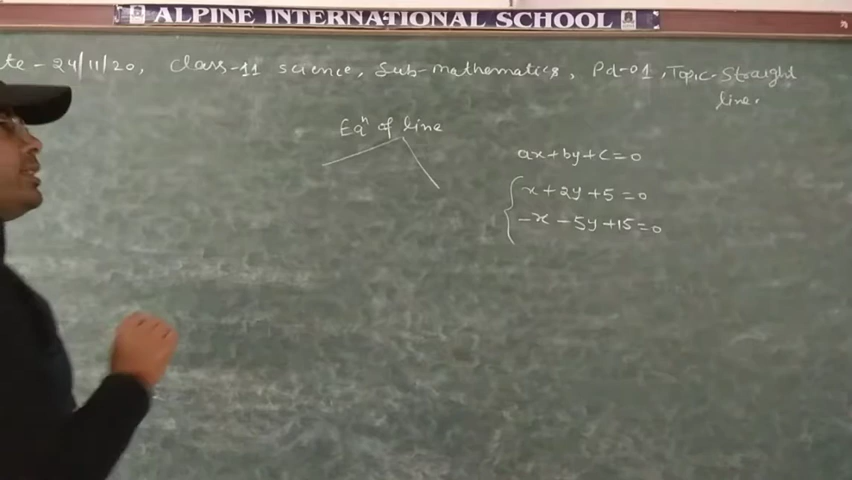 ALPINE INTERNATIONAL SCHOOL
te - 24/11/20, Class-11 science, Sub-mathematics, Pd-01, Topic-Straight
line.
Eqⁿ of line
ax+by+c=0
x+2y+5=0
-x-5y+15=0